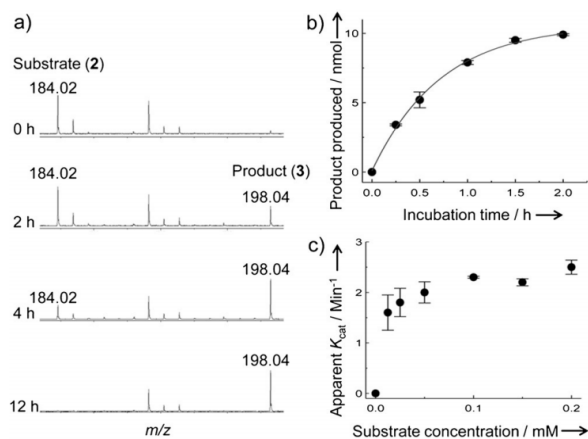 a)
Substrate (2)
184.02
0 h
184.02
Product (3)
198.04
2 h
198.04
184.02
4 h
198.04
12 h
m/z
b)
Product produced / nmol
10
5
0
0.0 0.5 1.0 1.5 2.0
Incubation time / h
c)
Apparent Kcat / Min-1
3
2
1
0
0.0 0.1 0.2
Substrate concentration / mM